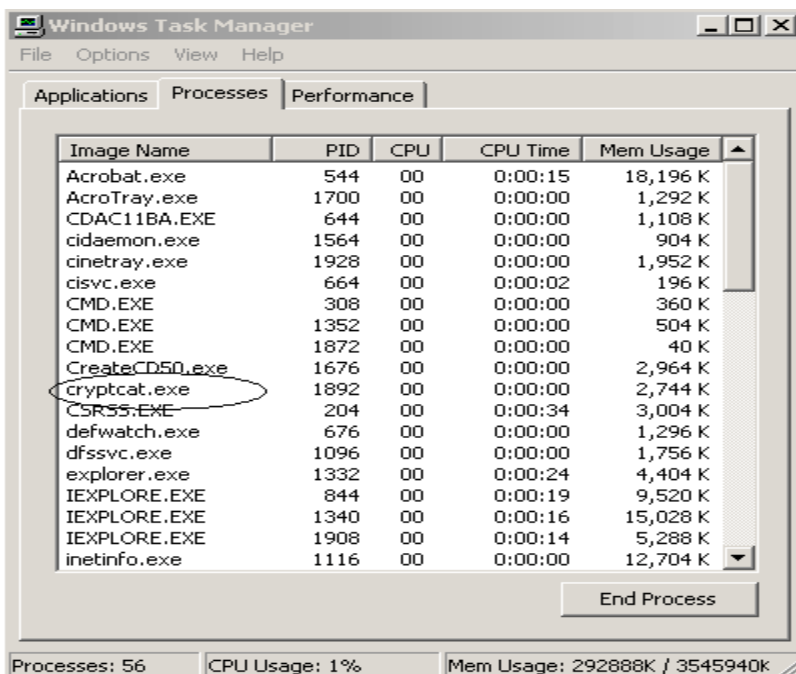 Windows Task Manager
File Options View Help
Applications Processes Performance
Image Name PID CPU CPU Time Mem Usage
Acrobat.exe 544 00 0:00:15 18,196 K
AcroTray.exe 1700 00 0:00:00 1,292 K
CDAC11BA.EXE 644 00 0:00:00 1,108 K
cidaemon.exe 1564 00 0:00:00 904 K
cinetray.exe 1928 00 0:00:00 1,952 K
cisvc.exe 664 00 0:00:02 196 K
CMD.EXE 308 00 0:00:00 360 K
CMD.EXE 1352 00 0:00:00 504 K
CMD.EXE 1872 00 0:00:00 40 K
CreateCD50.exe 1676 00 0:00:00 2,964 K
cryptcat.exe 1892 00 0:00:00 2,744 K
CSRSS.EXE 204 00 0:00:34 3,004 K
defwatch.exe 676 00 0:00:00 1,296 K
dfssvc.exe 1096 00 0:00:00 1,756 K
explorer.exe 1332 00 0:00:24 4,404 K
IEXPLORE.EXE 844 00 0:00:19 9,520 K
IEXPLORE.EXE 1340 00 0:00:16 15,028 K
IEXPLORE.EXE 1908 00 0:00:14 5,288 K
inetinfo.exe 1116 00 0:00:00 12,704 K
End Process
Processes: 56 CPU Usage: 1% Mem Usage: 292888K / 3545940K